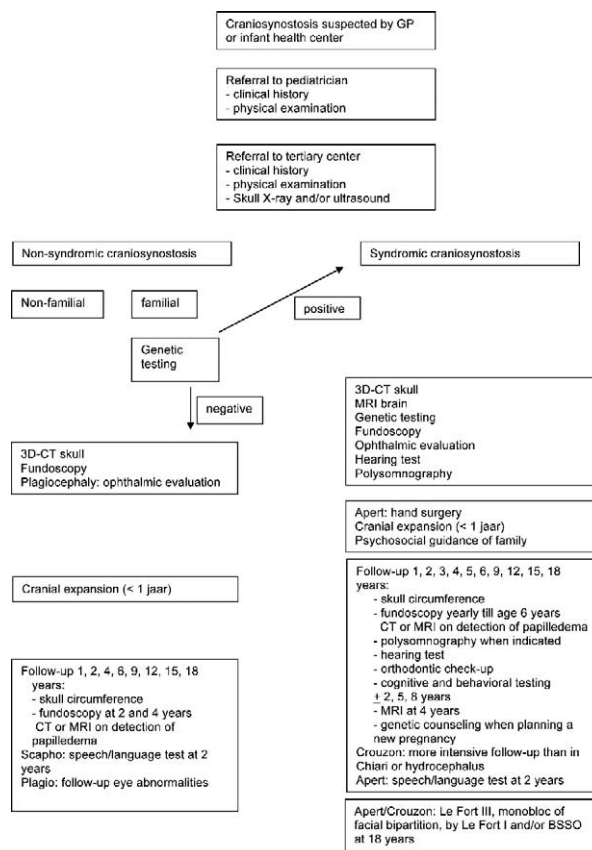 Craniosynostosis suspected by GP
or infant health center
Referral to pediatrician
- clinical history
- physical examination
Referral to tertiary center
- clinical history
- physical examination
- Skull X-ray and/or ultrasound
Non-syndromic craniosynostosis
Syndromic craniosynostosis
Non-familial
familial
positive
Genetic
testing
negative
3D-CT skull
Fundoscopy
Plagiocephaly: ophthalmic evaluation
3D-CT skull
MRI brain
Genetic testing
Fundoscopy
Ophthalmic evaluation
Hearing test
Polysomnography
Apert: hand surgery
Cranial expansion (< 1 jaar)
Psychosocial guidance of family
Cranial expansion (< 1 jaar)
Follow-up 1, 2, 3, 4, 5, 6, 9, 12, 15, 18
years:
- skull circumference
- fundoscopy yearly till age 6 years
CT or MRI on detection of papilledema
- polysomnography when indicated
- hearing test
- orthodontic check-up
- cognitive and behavioral testing
± 2, 5, 8 years
- MRI at 4 years
- genetic counseling when planning a
new pregnancy
Crouzon: more intensive follow-up than in
Chiari or hydrocephalus
Apert: speech/language test at 2 years
Follow-up 1, 2, 4, 6, 9, 12, 15, 18
years:
- skull circumference
- fundoscopy at 2 and 4 years
CT or MRI on detection of
papilledema
Scapho: speech/language test at 2
years
Plagio: follow-up eye abnormalities
Apert/Crouzon: Le Fort III, monobloc of
facial bipartition, by Le Fort I and/or BSSO
at 18 years